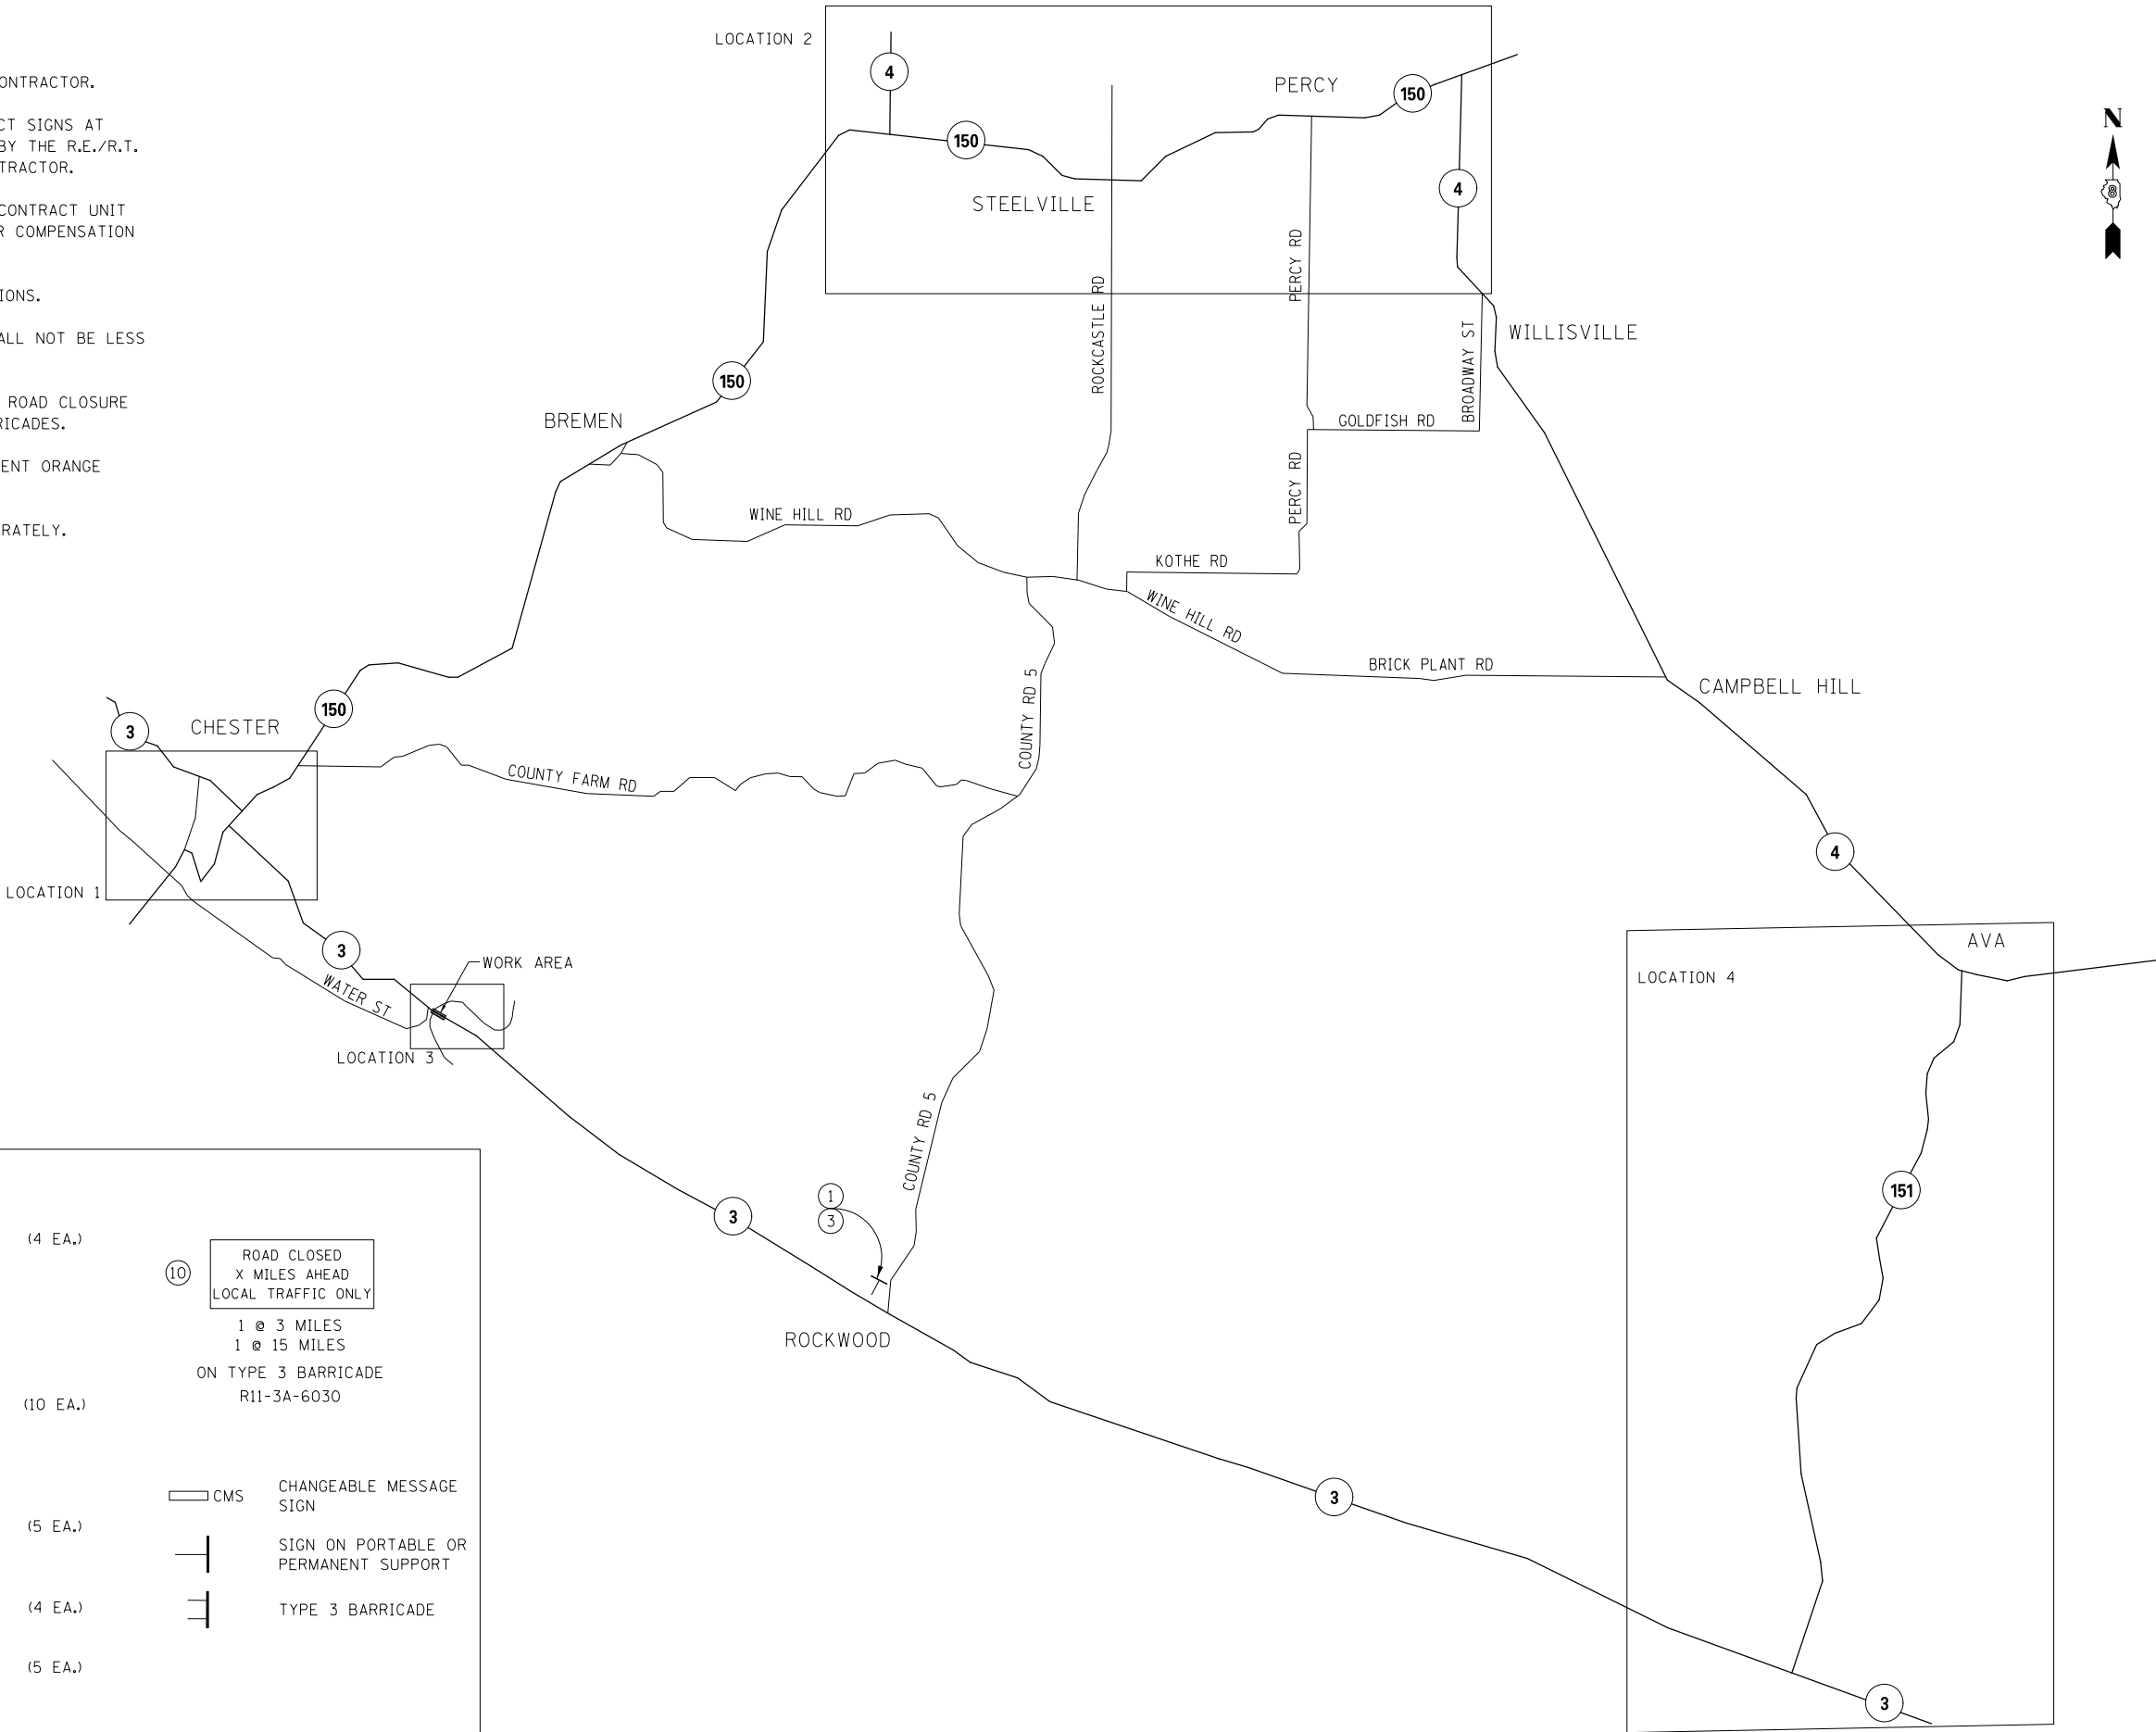 ONTRACTOR.
CT SIGNS AT
BY THE R.E./R.T.
TRACTOR.
CONTRACT UNIT
R COMPENSATION
IONS.
ALL NOT BE LESS
ROAD CLOSURE
RICADES.
ENT ORANGE
RATELY.
LOCATION 2
4
150
PERCY
150
4
STEELVILLE
N
8
ROCKCASTLE RD
PERCY RD
BROADWAY ST
WILLISVILLE
150
BREMEN
GOLDFISH RD
PERCY RD
WINE HILL RD
KOTHE RD
WINE HILL RD
BRICK PLANT RD
CAMPBELL HILL
COUNTY RD 5
150
3
CHESTER
COUNTY FARM RD
4
LOCATION 1
3
WORK AREA
WATER ST
LOCATION 3
AVA
LOCATION 4
COUNTY RD 5
151
1
3
3
ROCKWOOD
3
3
(4 EA.)
10
ROAD CLOSED
X MILES AHEAD
LOCAL TRAFFIC ONLY
1 @ 3 MILES
1 @ 15 MILES
ON TYPE 3 BARRICADE
R11-3A-6030
(10 EA.)
CMS
CHANGEABLE MESSAGE
SIGN
(5 EA.)
SIGN ON PORTABLE OR
PERMANENT SUPPORT
(4 EA.)
TYPE 3 BARRICADE
(5 EA.)